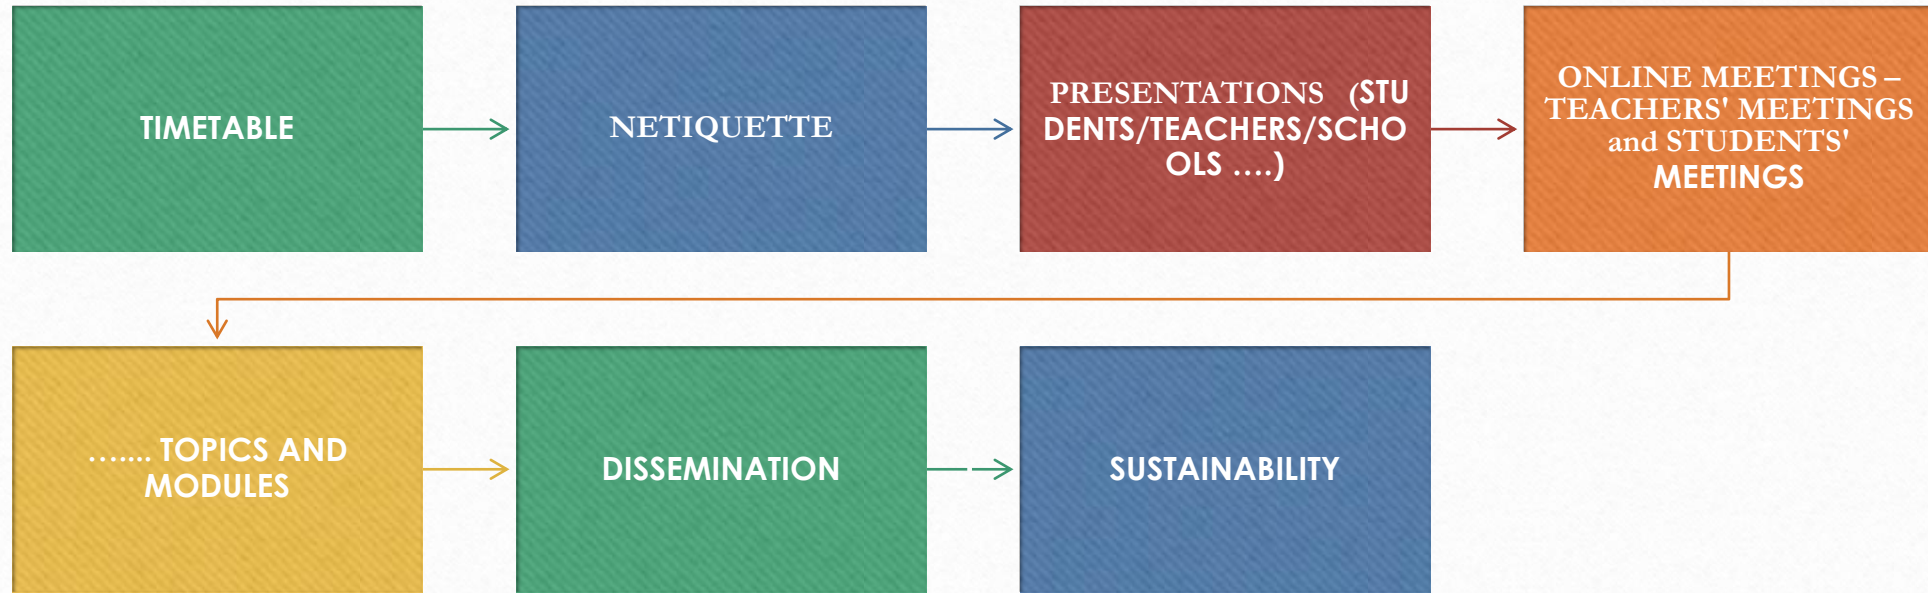 TIMETABLE
NETIQUETTE
PRESENTATIONS (STU
DENTS/TEACHERS/SCHO
OLS ....)
ONLINE MEETINGS –
TEACHERS' MEETINGS
and STUDENTS'
MEETINGS
....... TOPICS AND
MODULES
DISSEMINATION
SUSTAINABILITY